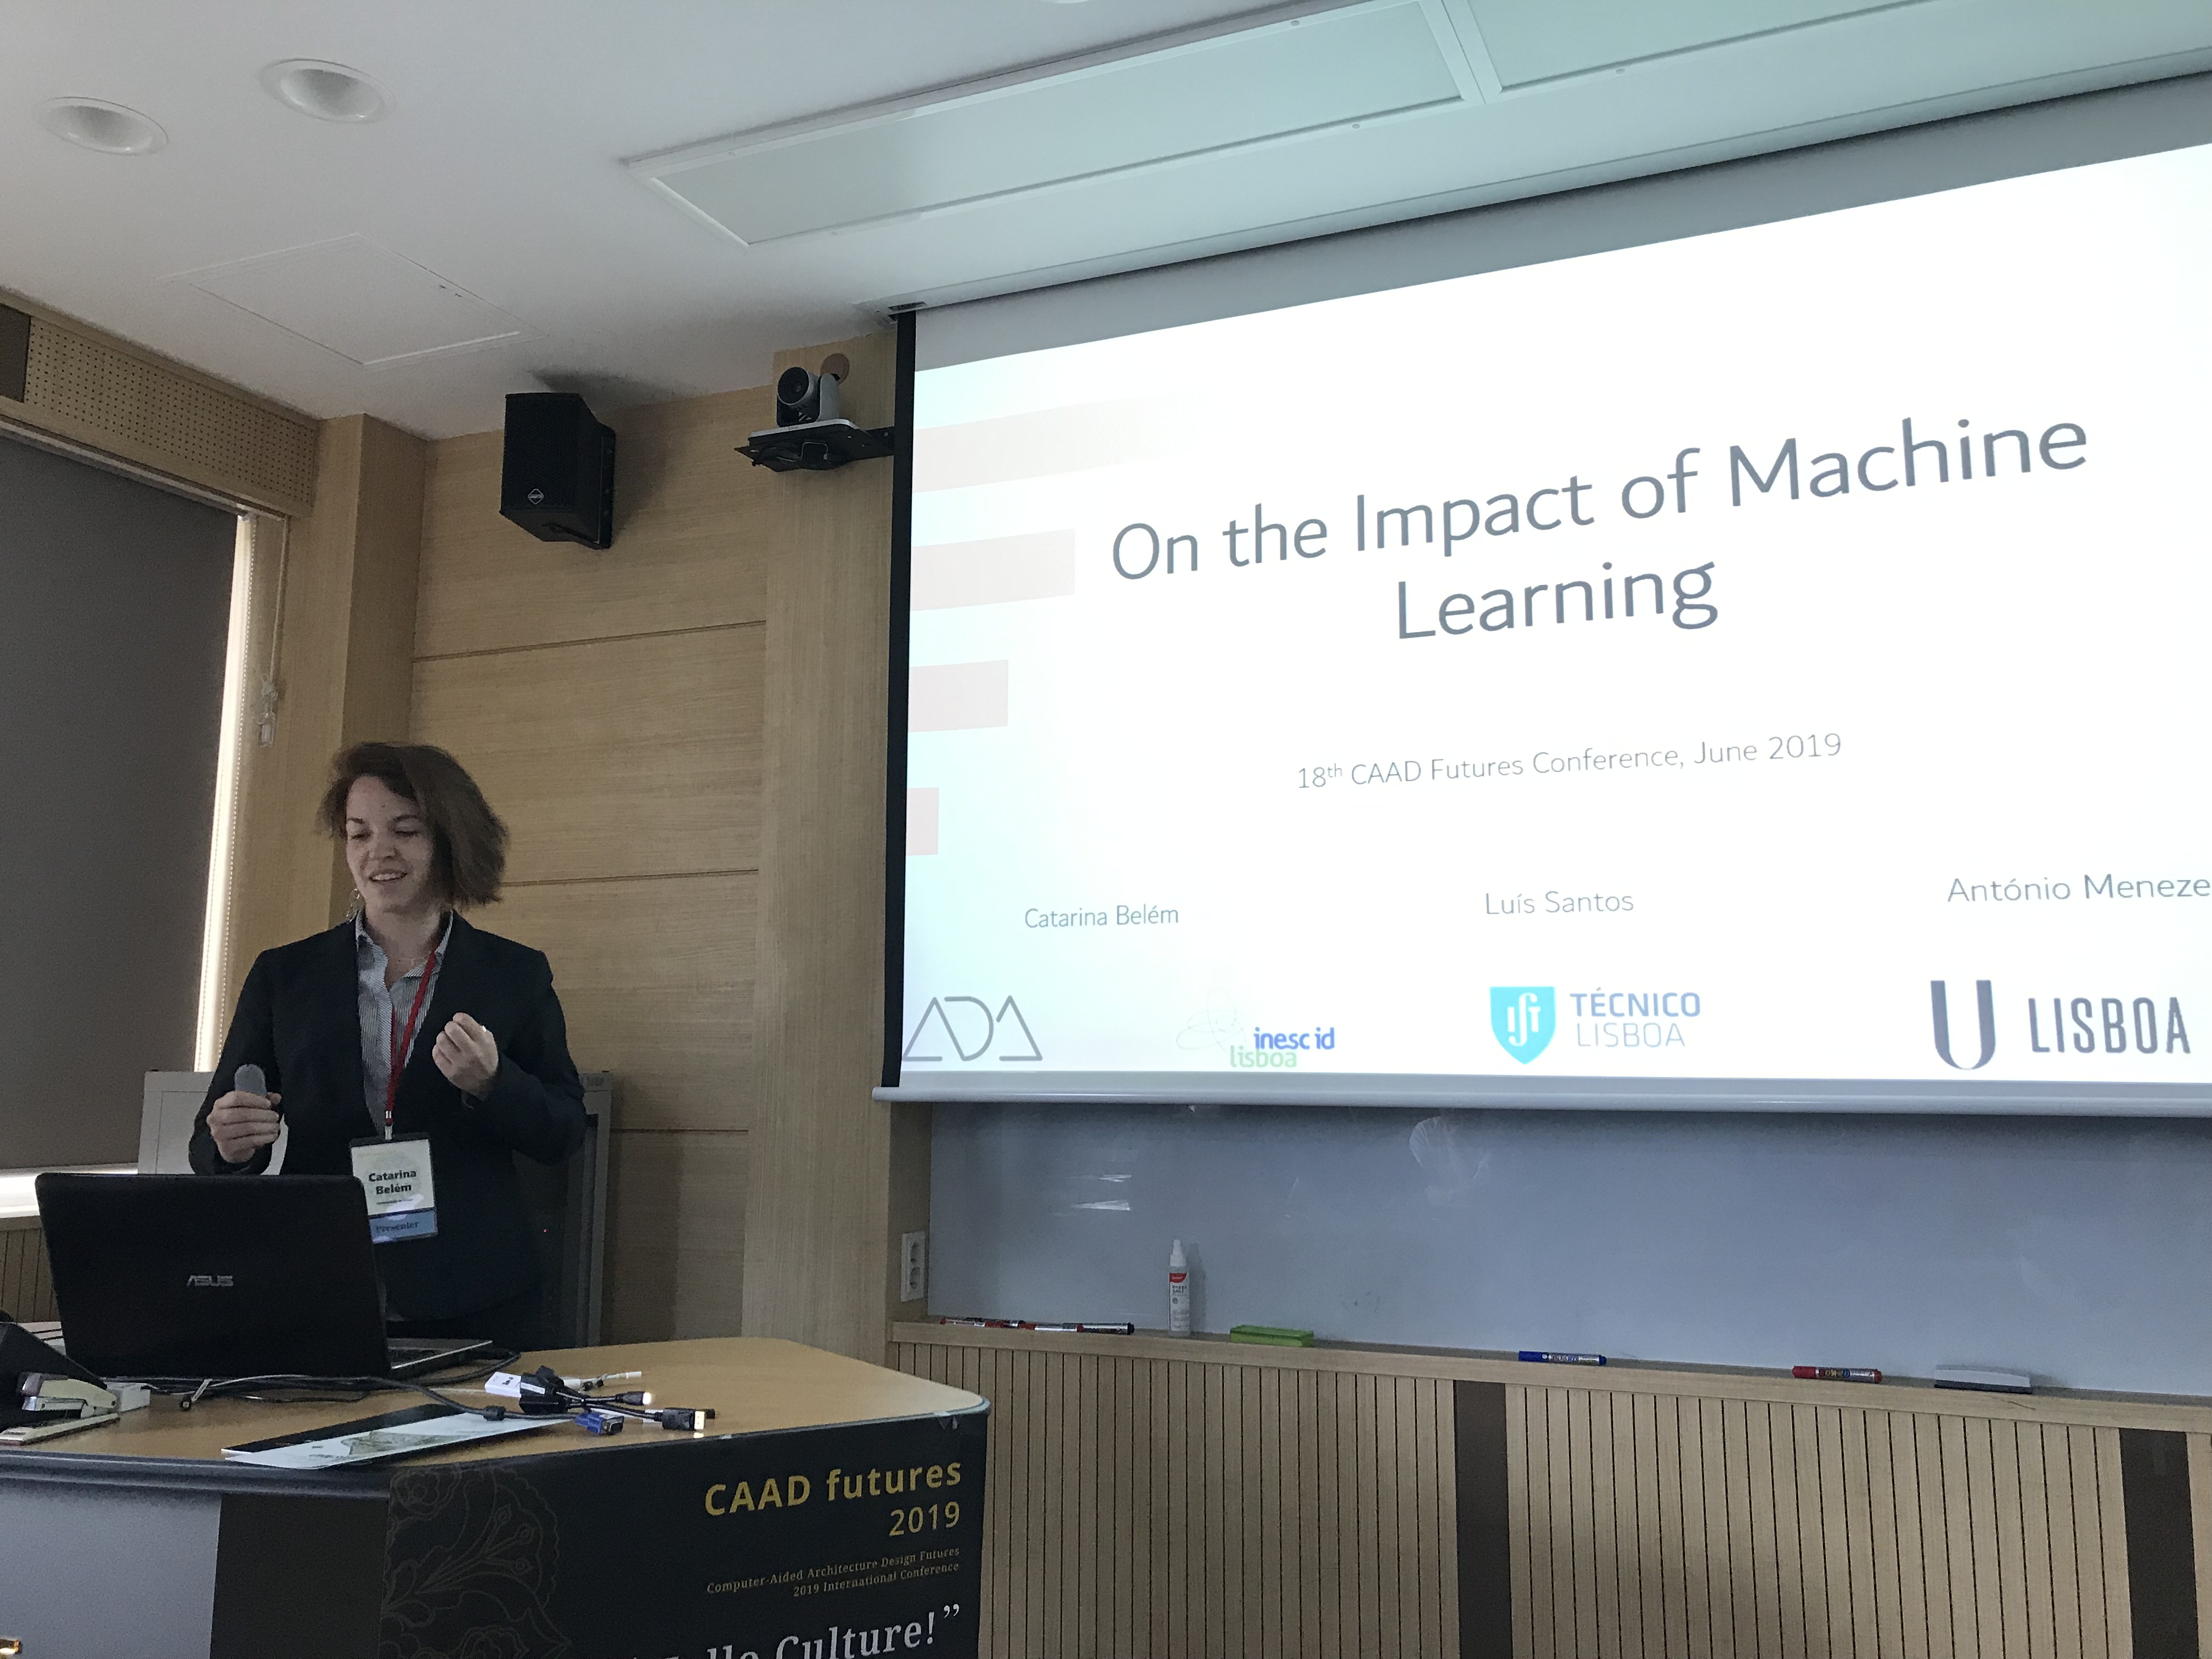 On the Impact of Machine
Learning
18th CAAD Futures Conference, June 2019
Catarina Belém
Luís Santos
António Meneze
ADA
inesc id
lisboa
TÉCNICO
LISBOA
U LISBOA
Catarina
Belém
Presenter
ASUS
CAAD futures
2019
Computer-Aided Architecture Design Futures
2019 International Conference
Culture!”